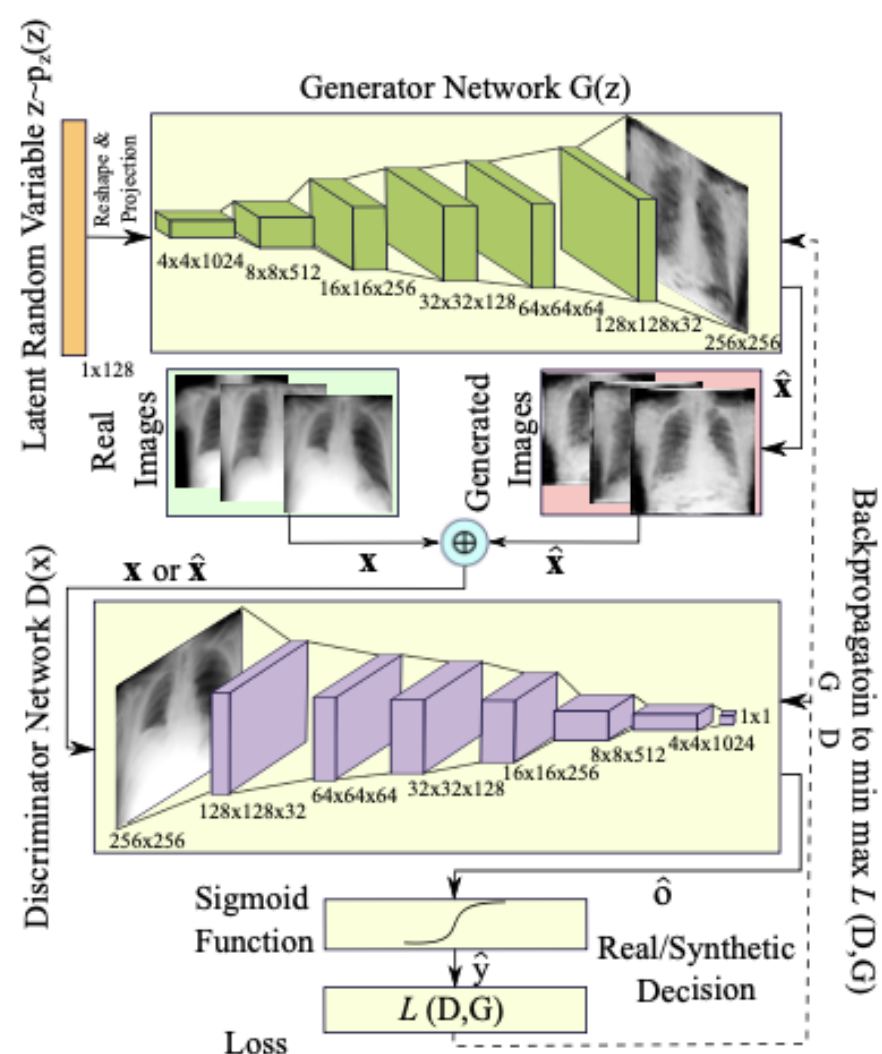 Generator Network G(z)
Latent Random Variable z~p_z(z)
Reshape &
Projection
4x4x1024
8x8x512
16x16x256
32x32x128
64x64x64
128x128x32
256x256
1x128
x̂
Real
Images
Generated
Images
x
x̂
x or x̂
Discriminator Network D(x)
256x256
128x128x32
64x64x64
32x32x128
16x16x256
8x8x512
4x4x1024
1x1
G
D
Backpropagatoin to min max L (D,G)
ô
Sigmoid
Function
Real/Synthetic
Decision
ŷ
L (D,G)
Loss